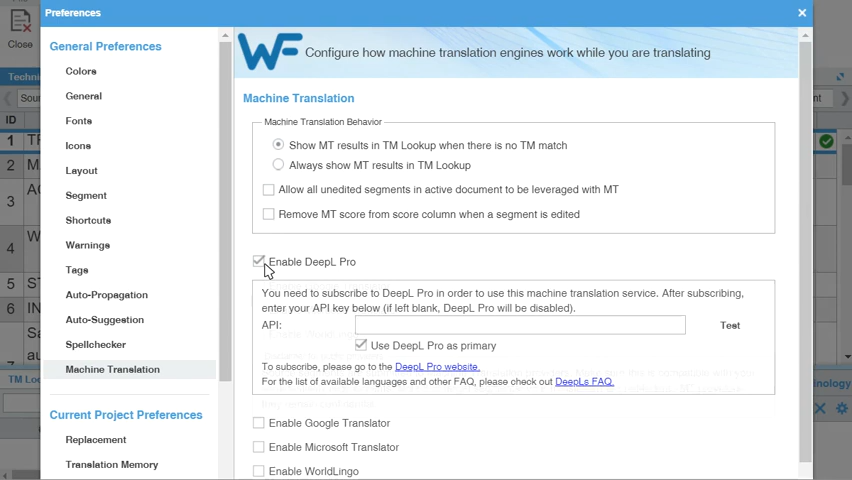 Preferences
Close
General Preferences
Colors
General
Fonts
Icons
Layout
Segment
Shortcuts
Warnings
Tags
Auto-Propagation
Auto-Suggestion
Spellchecker
Machine Translation
Current Project Preferences
Replacement
Translation Memory
WF
Configure how machine translation engines work while you are translating
Machine Translation
Machine Translation Behavior
Show MT results in TM Lookup when there is no TM match
Always show MT results in TM Lookup
Allow all unedited segments in active document to be leveraged with MT
Remove MT score from score column when a segment is edited
Enable DeepL Pro
You need to subscribe to DeepL Pro in order to use this machine translation service. After subscribing,
enter your API key below (if left blank, DeepL Pro will be disabled).
API:
Test
Use DeepL Pro as primary
To subscribe, please go to the DeepL Pro website.
For the list of available languages and other FAQ, please check out DeepLs FAQ.
Enable Google Translator
Enable Microsoft Translator
Enable WorldLingo
ID
1
2
3
4
5
6